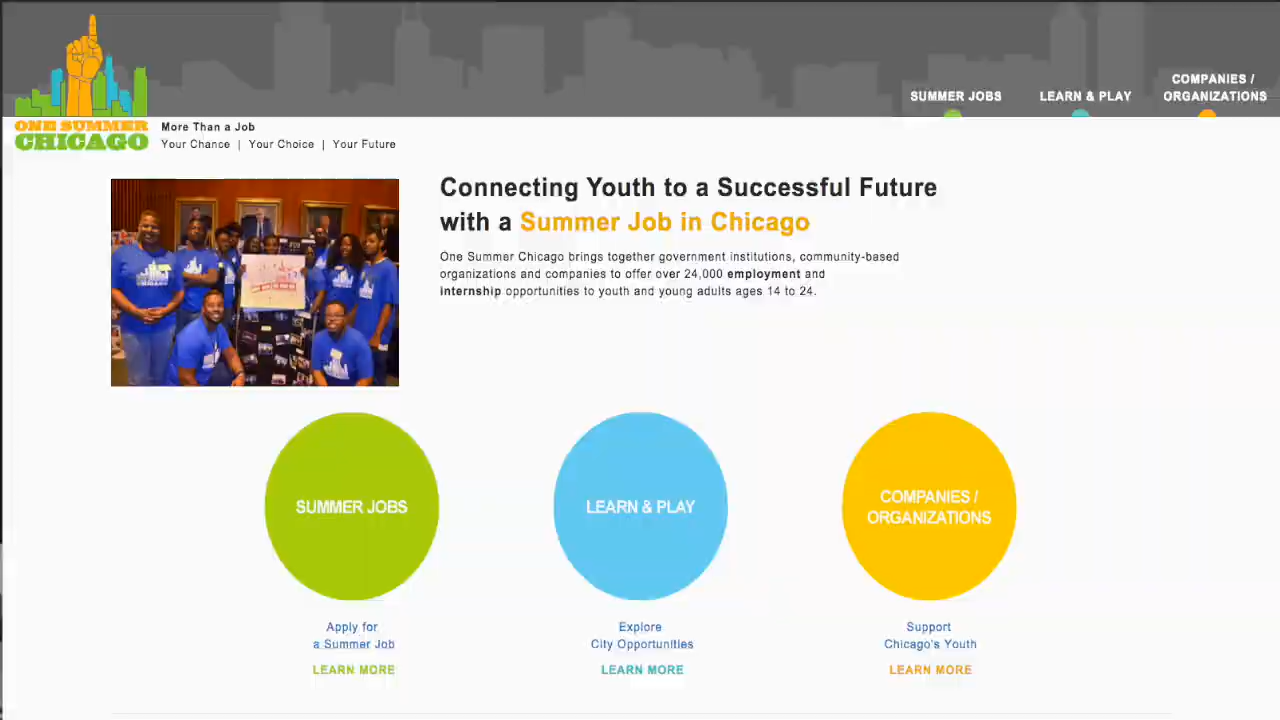 SUMMER JOBS
LEARN & PLAY
COMPANIES /
ORGANIZATIONS
ONE SUMMER
CHICAGO
More Than a Job
Your Chance | Your Choice | Your Future
Connecting Youth to a Successful Future
with a Summer Job in Chicago
One Summer Chicago brings together government institutions, community-based
organizations and companies to offer over 24,000 employment and
internship opportunities to youth and young adults ages 14 to 24.
SUMMER JOBS
LEARN & PLAY
COMPANIES /
ORGANIZATIONS
Apply for
a Summer Job
LEARN MORE
Explore
City Opportunities
LEARN MORE
Support
Chicago's Youth
LEARN MORE